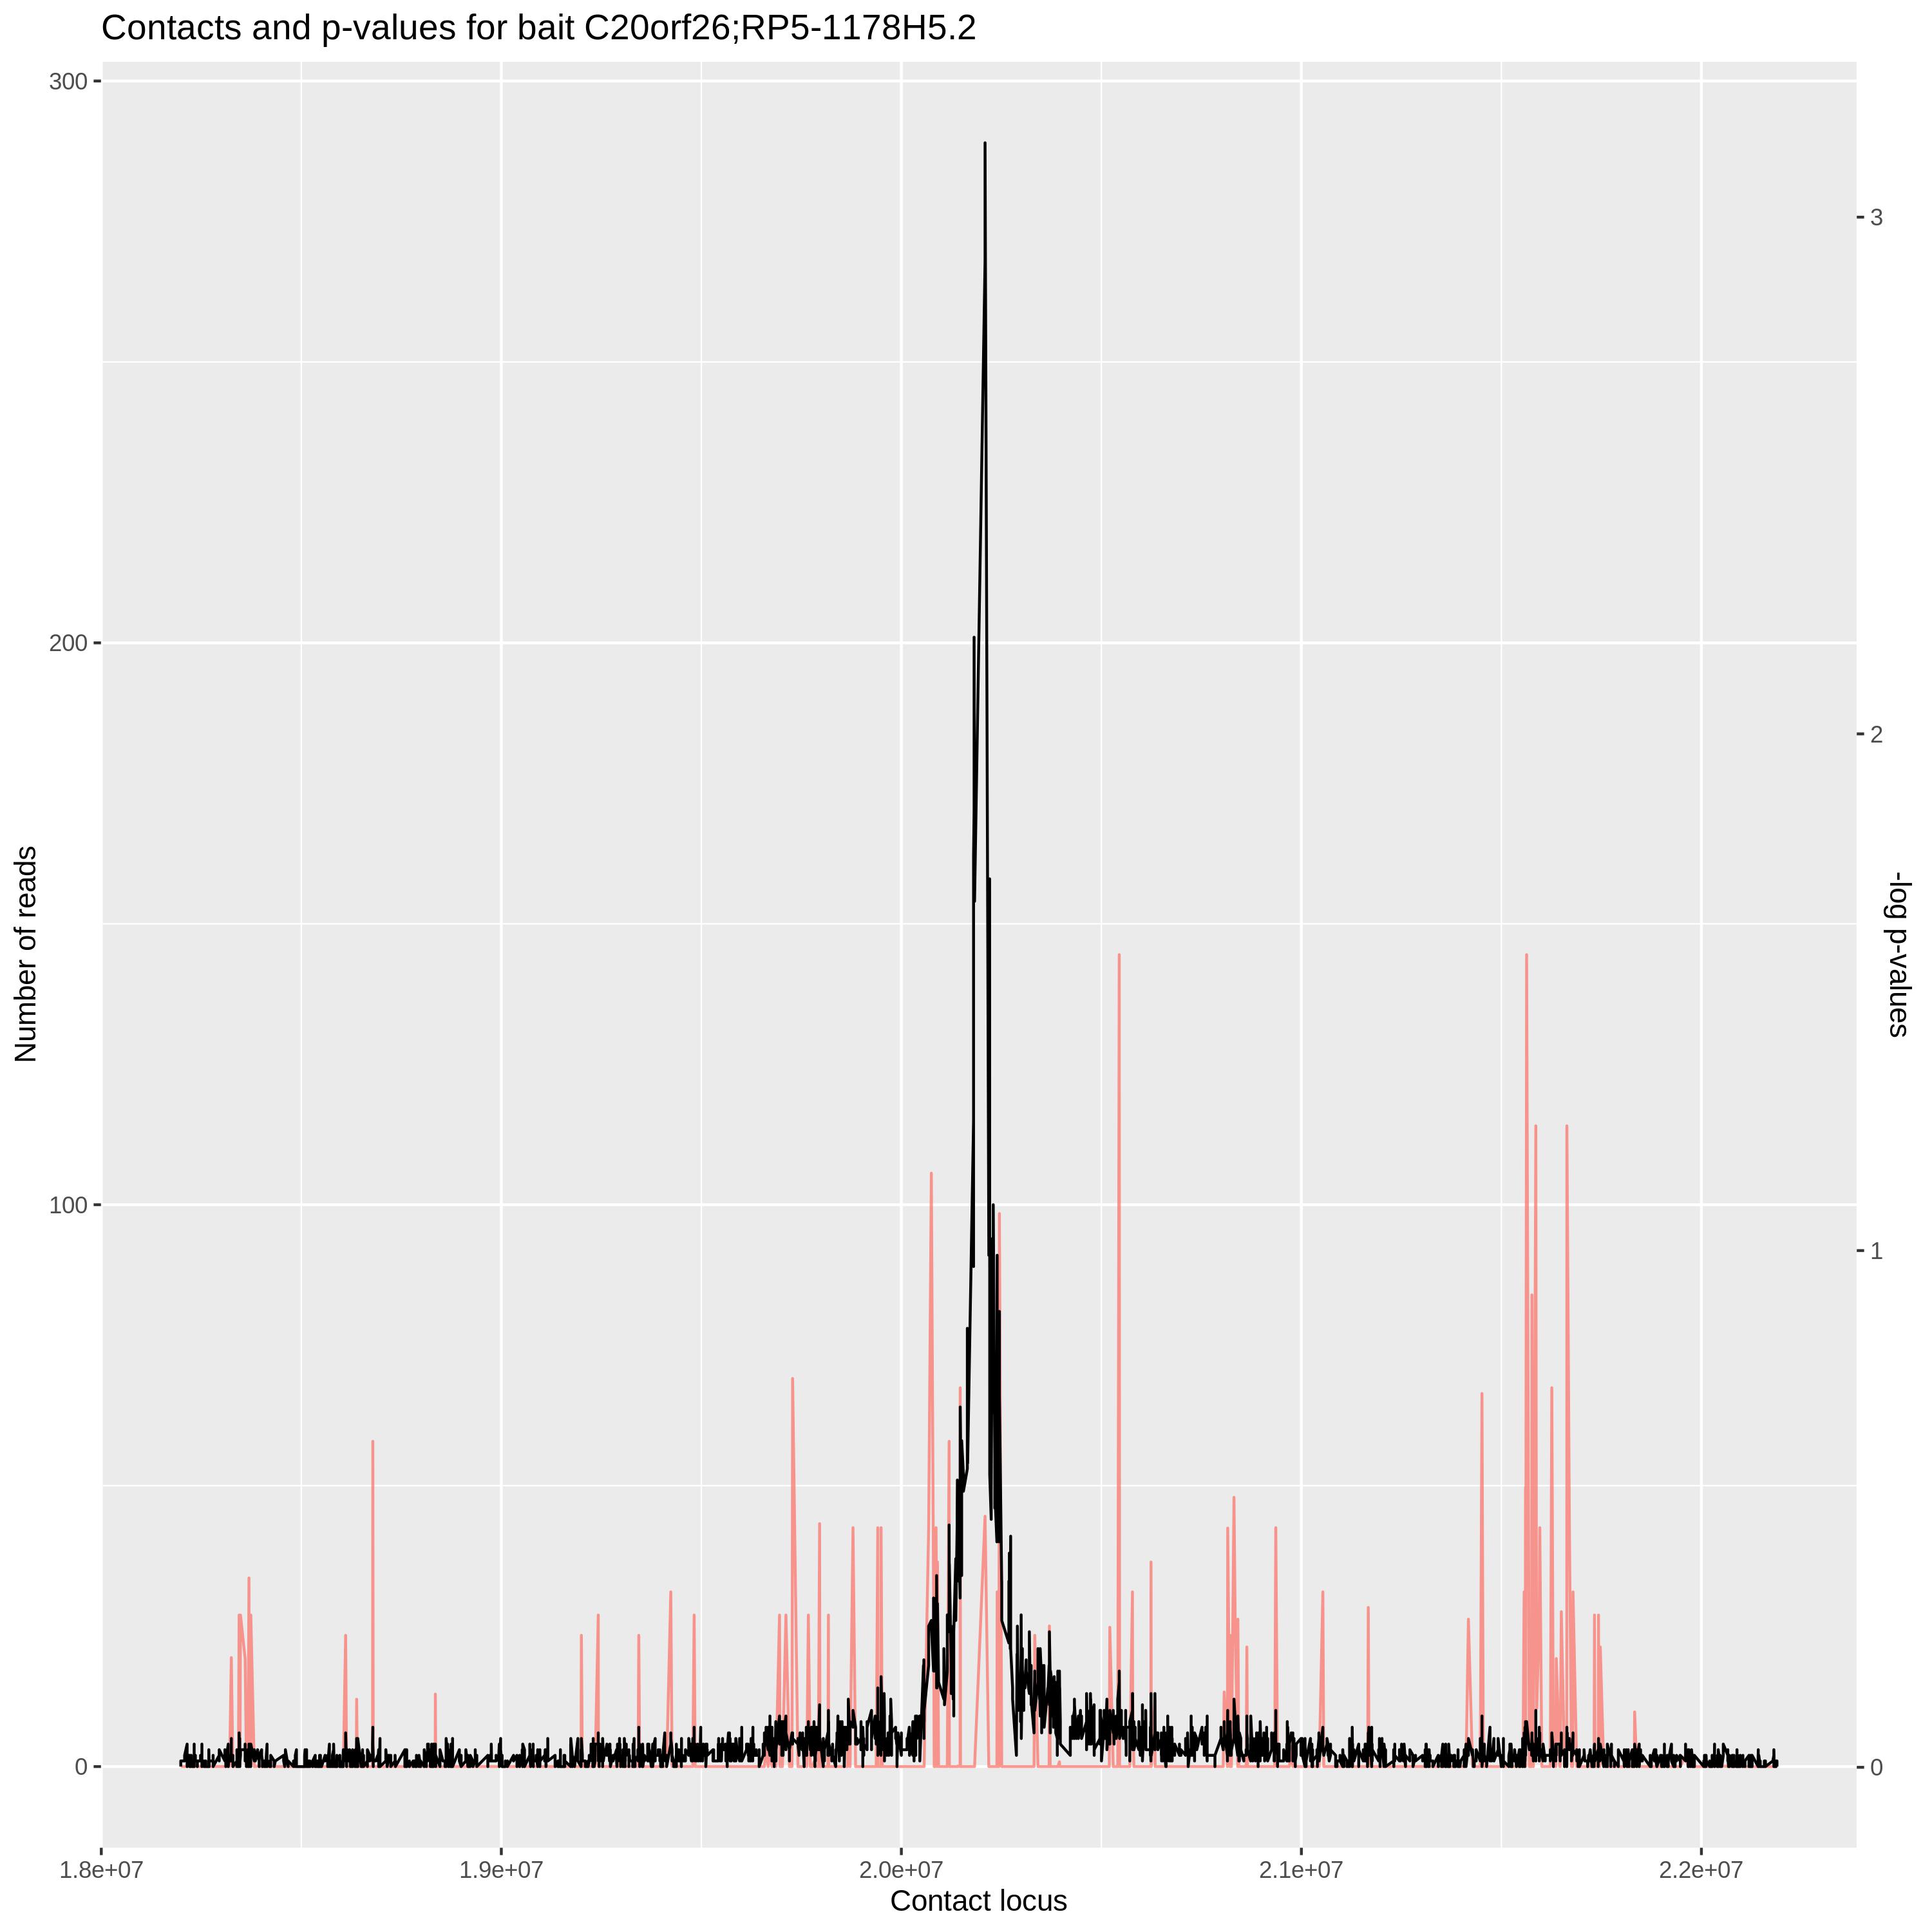 Contacts and p-values for bait C20orf26;RP5-1178H5.2
300
200
100
0
Number of reads
3
2
1
0
-log p-values
1.8e+07 1.9e+07 2.0e+07 2.1e+07 2.2e+07
Contact locus